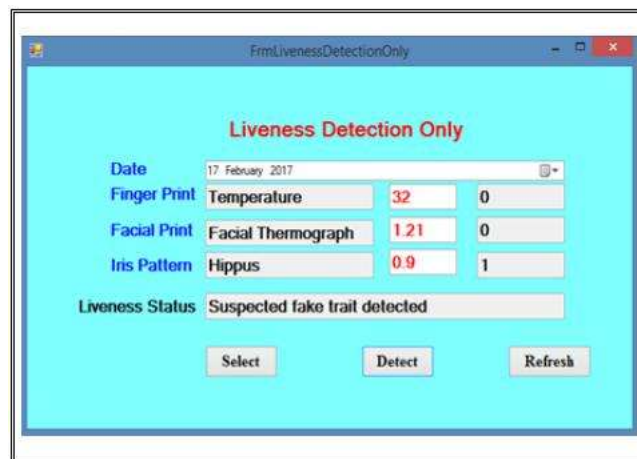 FrmLivenessDetectionOnly
Liveness Detection Only
Date 17 February 2017
Finger Print Temperature 32 0
Facial Print Facial Thermograph 1.21 0
Iris Pattern Hippus 0.9 1
Liveness Status Suspected fake trait detected
Select Detect Refresh